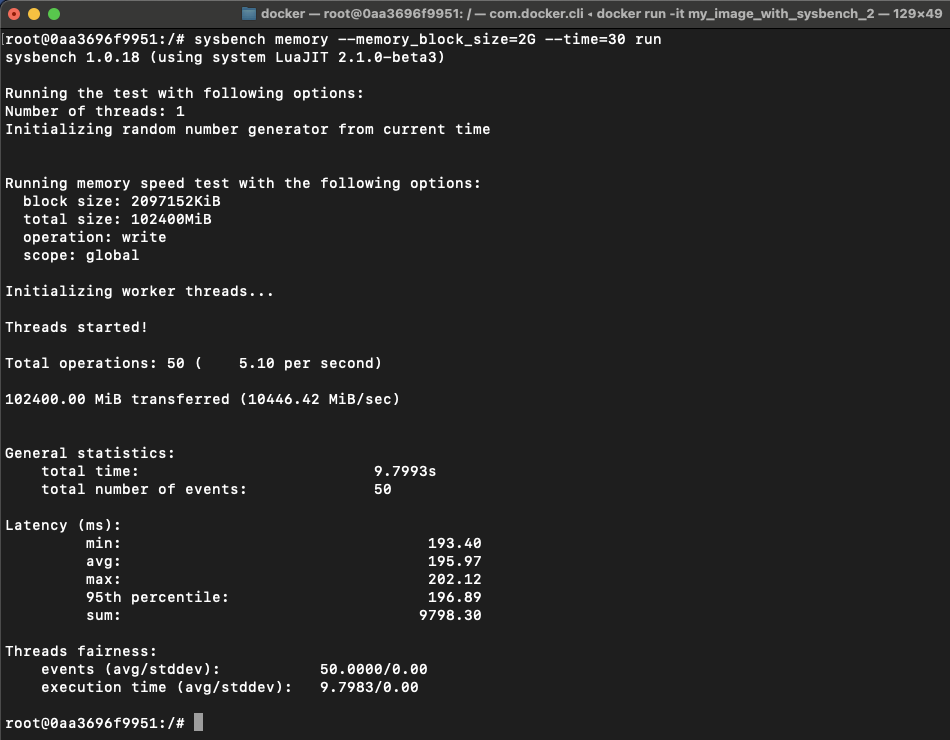 docker — root@0aa3696f9951: / — com.docker.cli ◂ docker run -it my_image_with_sysbench_2 — 129×49
[root@0aa3696f9951:/# sysbench memory --memory_block_size=2G --time=30 run
sysbench 1.0.18 (using system LuaJIT 2.1.0-beta3)
Running the test with following options:
Number of threads: 1
Initializing random number generator from current time
Running memory speed test with the following options:
block size: 2097152KiB
total size: 102400MiB
operation: write
scope: global
Initializing worker threads...
Threads started!
Total operations: 50 (    5.10 per second)
102400.00 MiB transferred (10446.42 MiB/sec)
General statistics:
total time: 9.7993s
total number of events: 50
Latency (ms):
min: 193.40
avg: 195.97
max: 202.12
95th percentile: 196.89
sum: 9798.30
Threads fairness:
events (avg/stddev): 50.0000/0.00
execution time (avg/stddev): 9.7983/0.00
root@0aa3696f9951:/#